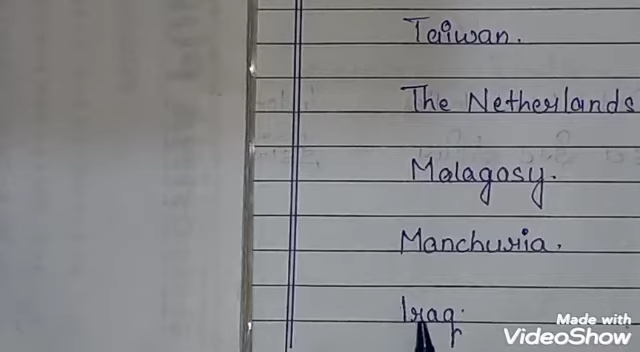 Taiwan.
The Netherlands
Malagasy.
Manchuria.
Iraq.
Made with
VideoShow